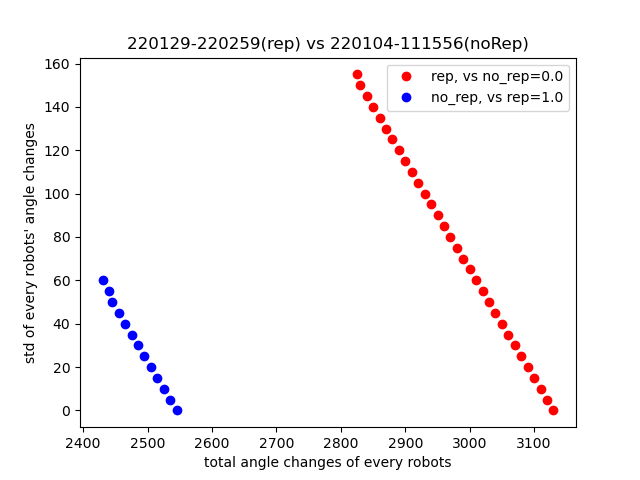 220129-220259(rep) vs 220104-111556(noRep)
rep, vs no_rep=0.0
no_rep, vs rep=1.0
160
140
120
100
80
60
40
20
0
std of every robots' angle changes
2400 2500 2600 2700 2800 2900 3000 3100
total angle changes of every robots